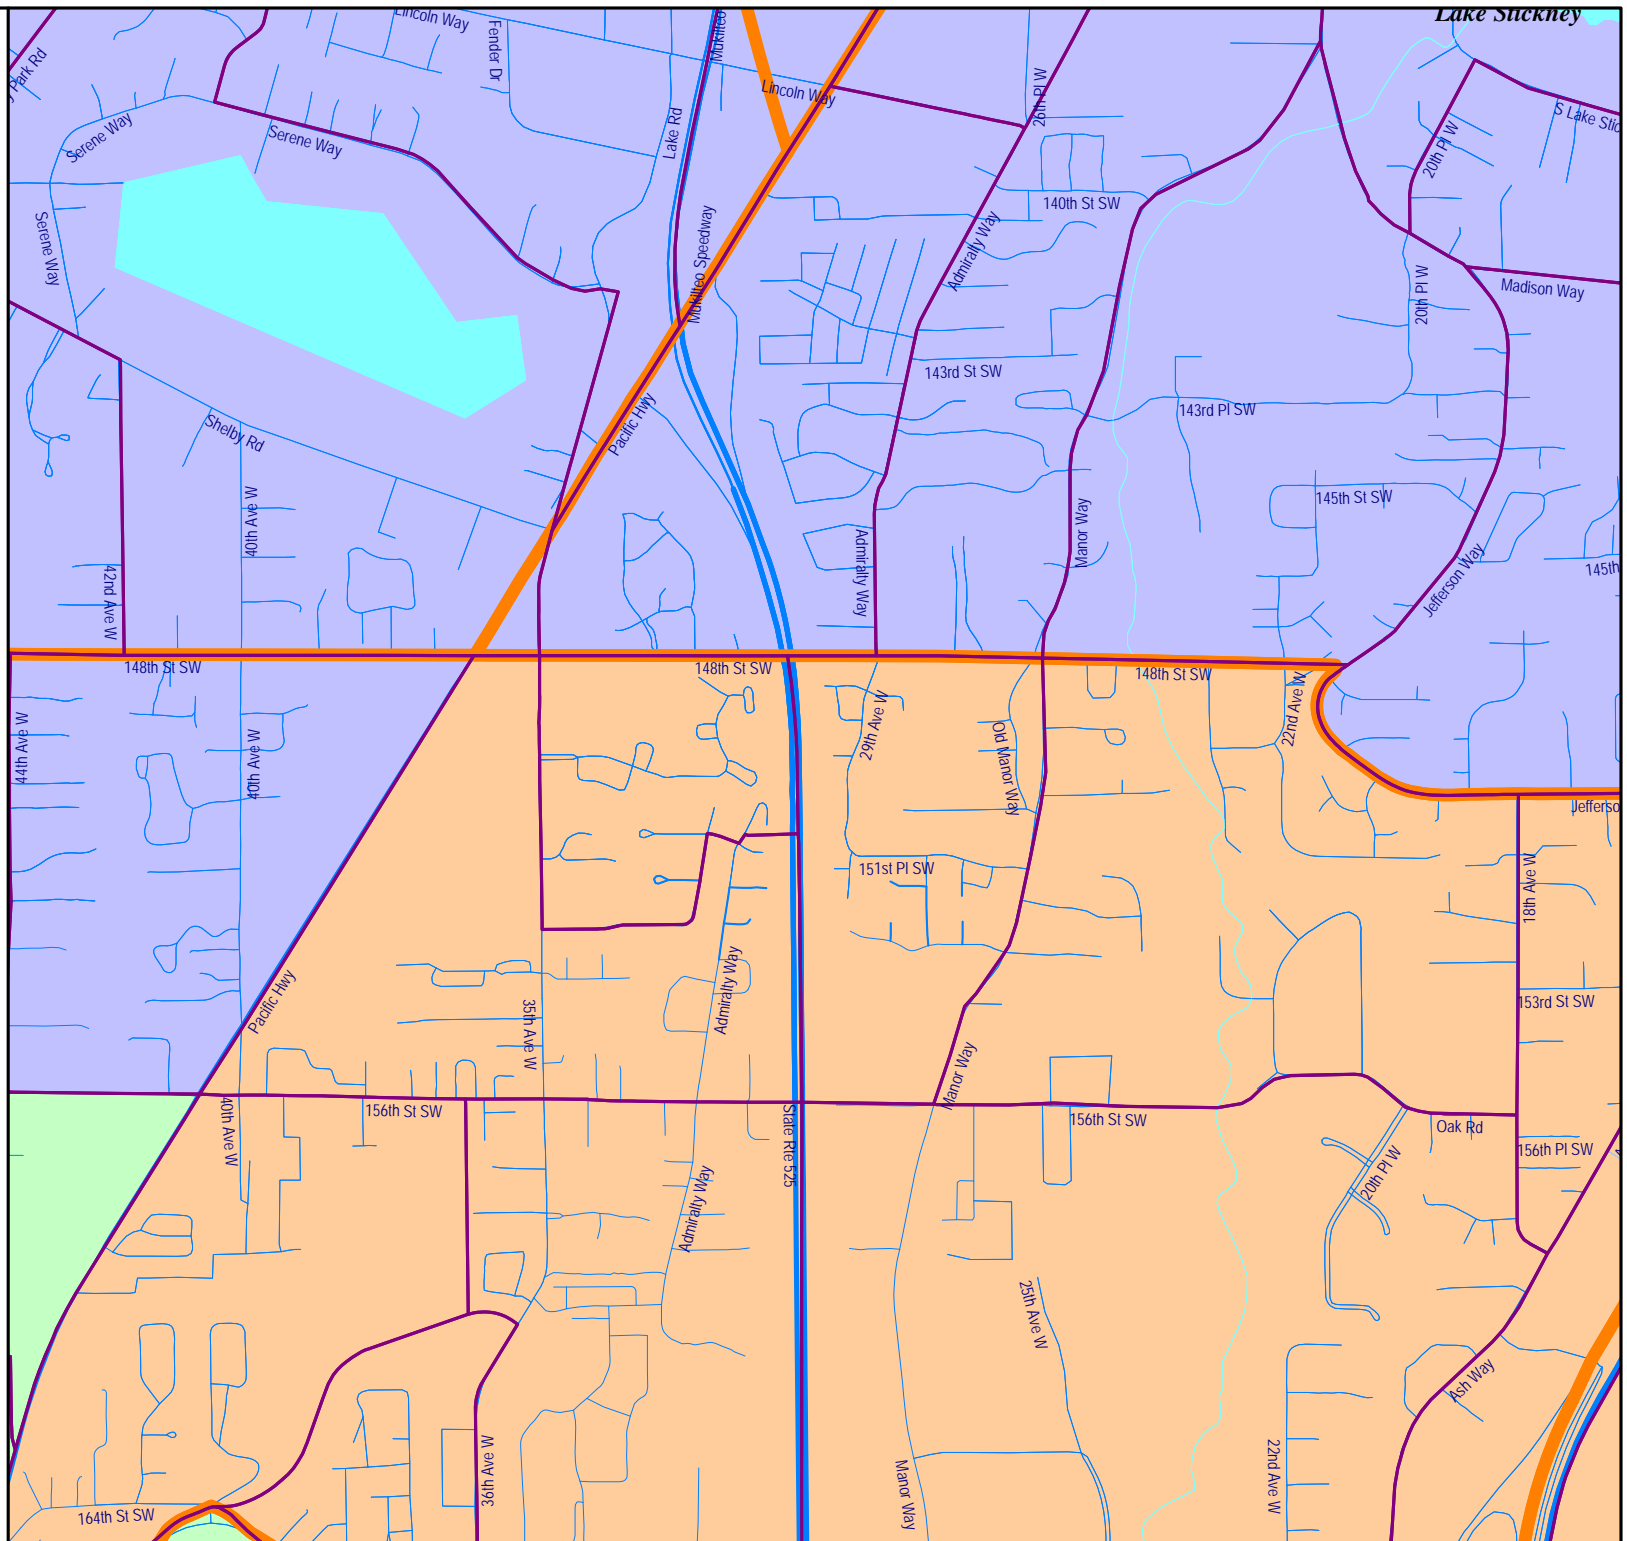 Lake Stickney
Lincoln Way
Fender Dr
Mukilteo
Park Rd
Lincoln Way
26th Pl W
S Lake Stic
Serene Way
Serene Way
Lake Rd
20th Pl W
140th St SW
Serene Way
Mukilteo Speedway
Admiralty Way
20th Pl W
Madison Way
143rd St SW
143rd Pl SW
Shelby Rd
Pacific Hwy
40th Ave W
145th St SW
Manor Way
42nd Ave W
Admiralty Way
Jefferson Way
145th
148th St SW
148th St SW
148th St SW
44th Ave W
40th Ave W
29th Ave W
Old Manor Way
22nd Ave W
Jefferso
151st Pl SW
18th Ave W
Pacific Hwy
35th Ave W
Admiralty Way
153rd St SW
Manor Way
40th Ave W
156th St SW
State Rte 525
156th St SW
Oak Rd
156th Pl SW
Admiralty Way
20th Pl W
25th Ave W
Ash Way
36th Ave W
Manor Way
22nd Ave W
164th St SW